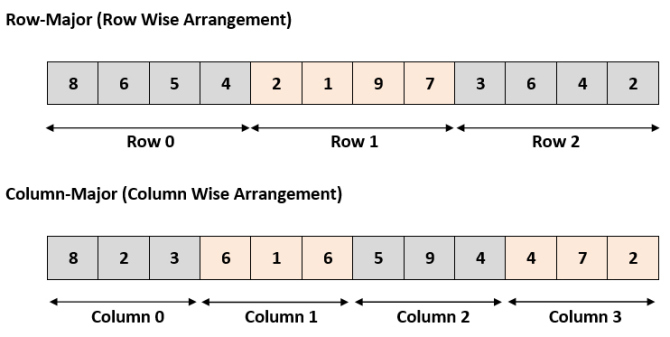 Row-Major (Row Wise Arrangement)
8 6 5 4 2 1 9 7 3 6 4 2
Row 0 Row 1 Row 2
Column-Major (Column Wise Arrangement)
8 2 3 6 1 6 5 9 4 4 7 2
Column 0 Column 1 Column 2 Column 3